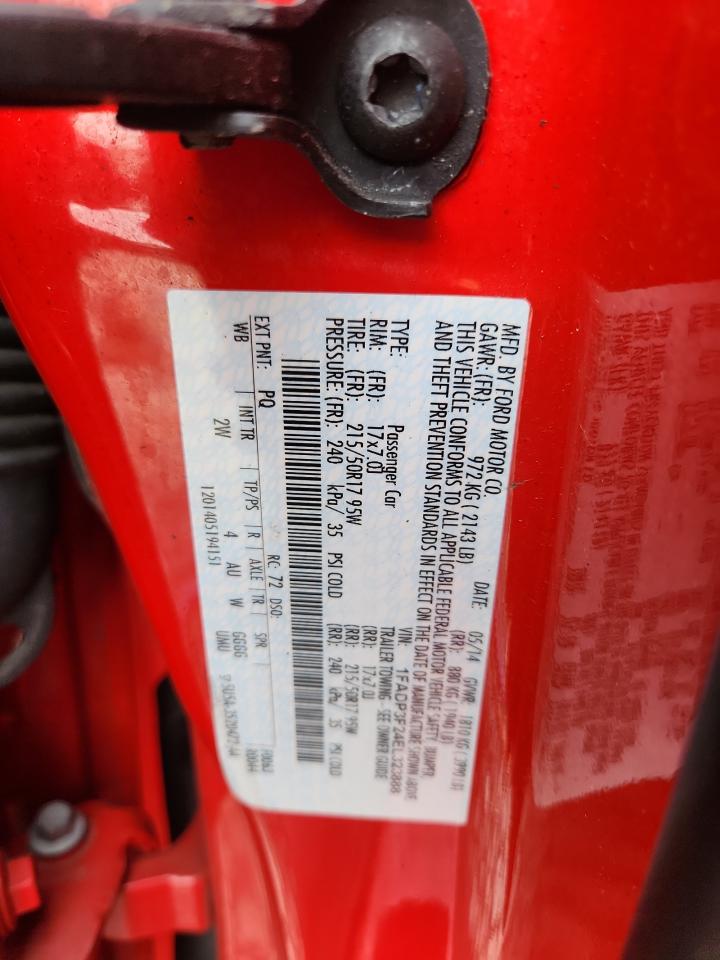 MFD. BY FORD MOTOR CO.
DATE: 05/14 GVWR: 1810 KG ( 3990 LB)
GAWR: (FR): 972 KG ( 2143 LB) (RR): 880 KG ( 1940 LB)
THIS VEHICLE CONFORMS TO ALL APPLICABLE FEDERAL MOTOR VEHICLE SAFETY, BUMPER,
AND THEFT PREVENTION STANDARDS IN EFFECT ON THE DATE OF MANUFACTURE SHOWN ABOVE
VIN: 1FADP3F24EL323888
TYPE: Passenger Car TRAILER TOWING - SEE OWNER GUIDE
RIM: (FR): 17x7.0J (RR): 17x7.0J
TIRE: (FR): 215/50R17 95W (RR): 215/50R17 95W
PRESSURE: (FR): 240 kPa/ 35 PSI COLD (RR): 240 kPa/ 35 PSI COLD
EXT PNT: PQ RC: 72 DSO:
WB INT TR TP/PS R AXLE TR SPR
2W 4 AU W GGGG
UMU
1201405194151